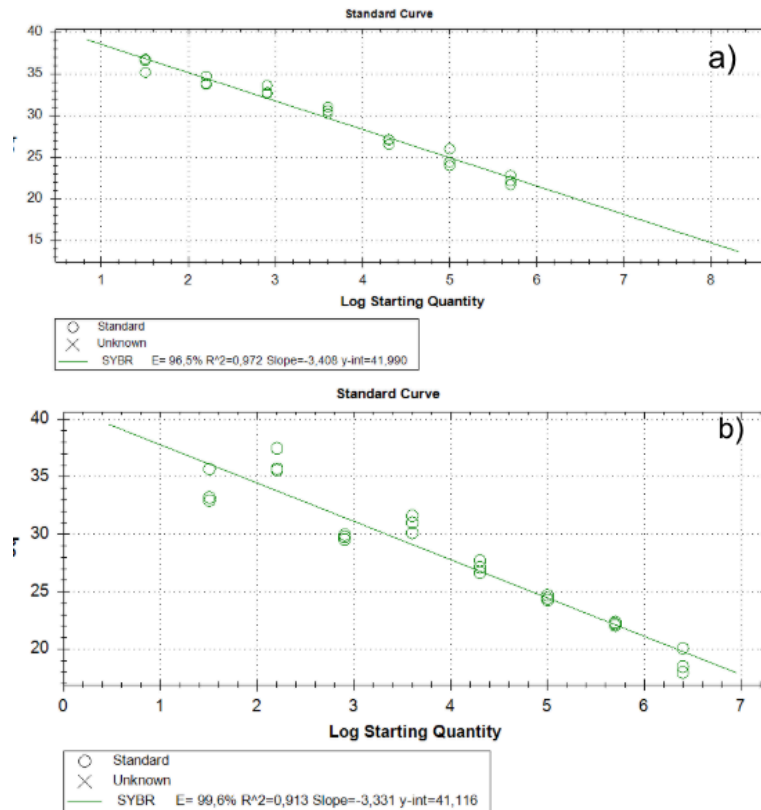 Standard Curve
a)
40
35
30
25
20
15
1 2 3 4 5 6 7 8
Log Starting Quantity
Standard
Unknown
SYBR E= 96,5% R^2=0,972 Slope=-3,408 y-int=41,990
Standard Curve
b)
40
35
30
25
20
0 1 2 3 4 5 6 7
Log Starting Quantity
Standard
Unknown
SYBR E= 99,6% R^2=0,913 Slope=-3,331 y-int=41,116